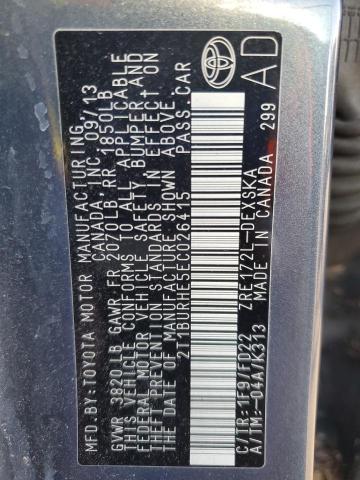 MFD.BY:TOYOTA MOTOR MANUFACTURING
CANADA, INC. 09/13
GVWR 3820LB GAWR FR 2070LB RR 1850LB
THIS VEHICLE CONFORMS TO ALL APPLICABLE
FEDERAL MOTOR VEHICLE SAFETY, BUMPER, AND
THEFT PREVENTION STANDARDS IN EFFECT ON
THE DATE OF MANUFACTURE SHOWN ABOVE.
2T1BURHE5EC026415 PASS.CAR
ZRE172L-DEXSKA
C/TR:1F9/FD22
A/TM:-04A/K313
MADE IN CANADA 299
AD